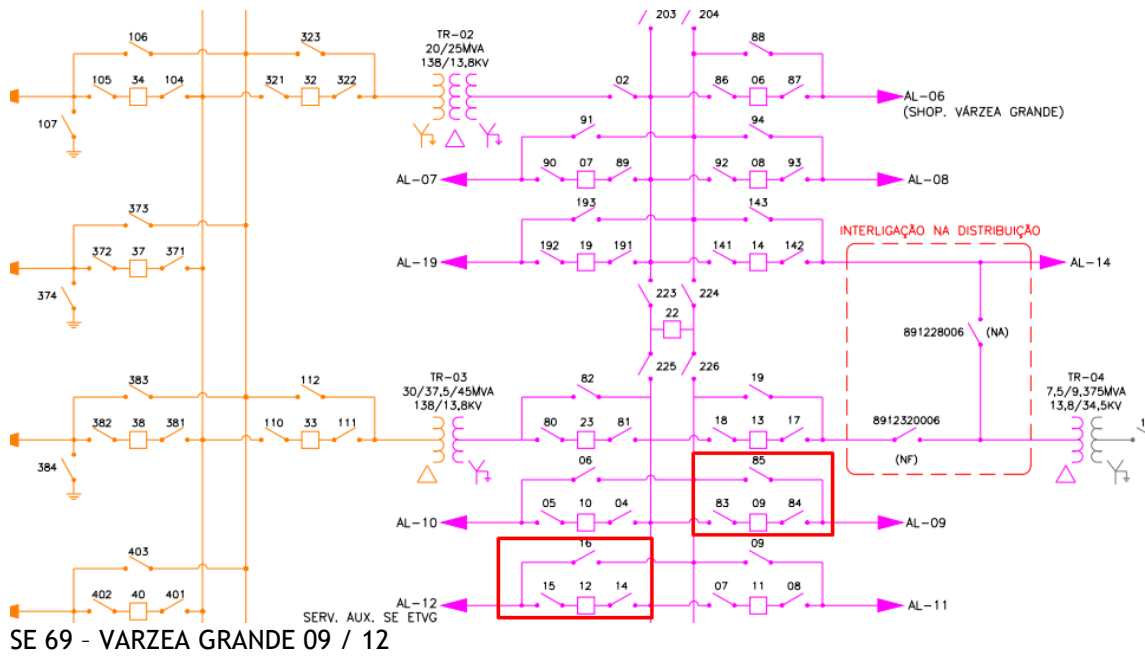 203 204
106 323 TR-02 88
20/25MVA
138/13,8KV
105 34 104 321 32 322 02 86 06 87
AL-06
(SHOP. VÁRZEA GRANDE)
107 91 94
90 07 89 92 08 93
AL-07 AL-08
373 193 143
INTERLIGAÇÃO NA DISTRIBUIÇÃO
372 37 371 192 19 191 141 14 142
AL-19 AL-14
374 223 224
22
891228006 (NA)
225 226
383 112 TR-03 82 19 TR-04
30/37,5/45MVA 7,5/9,375MVA
138/13,8KV 13,8/34,5KV
382 38 381 110 33 111 80 23 81 18 13 17 8912320006 1
(NF)
384 06 85
05 10 04 83 09 84
AL-10 AL-09
403 16 09
402 40 401 15 12 14 07 11 08
AL-12 AL-11
SERV. AUX. SE ETVG
SE 69 - VARZEA GRANDE 09 / 12